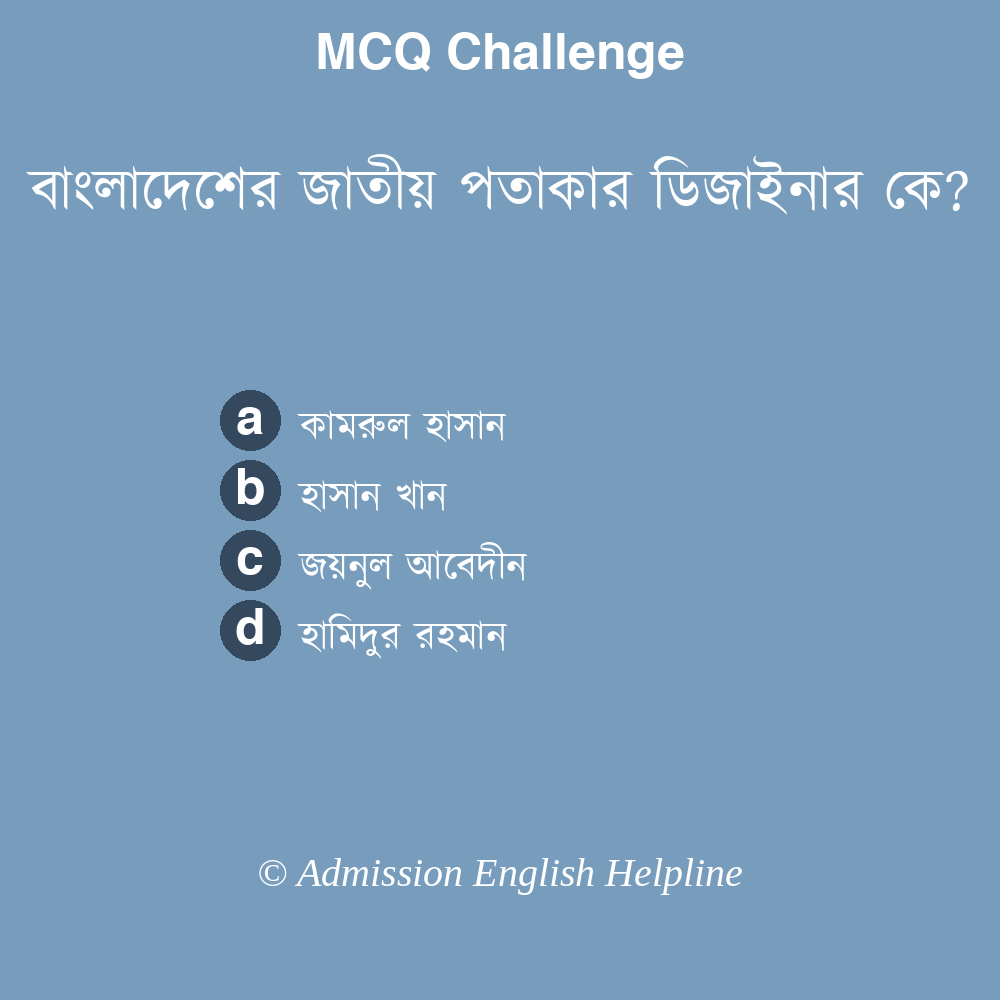 MCQ Challenge
বাংলাদেশের জাতীয় পতাকার ডিজাইনার কে?
a কামরুল হাসান
b হাসান খান
c জয়নুল আবেদীন
d হামিদুর রহমান
© Admission English Helpline